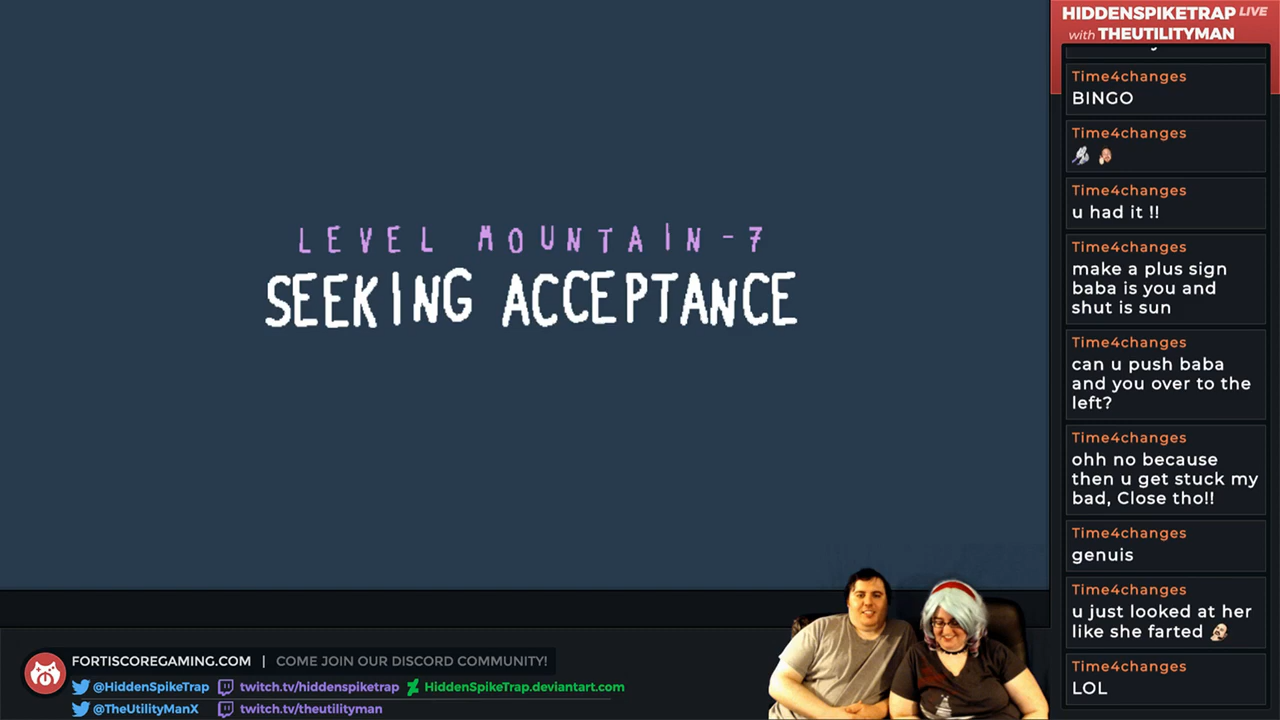 LEVEL MOUNTAIN-7
SEEKING ACCEPTANCE
HIDDENSPIKETRAP LIVE
with THEUTILITYMAN
Time4changes
BINGO
Time4changes
Time4changes
u had it !!
Time4changes
make a plus sign
baba is you and
shut is sun
Time4changes
can u push baba
and you over to the
left?
Time4changes
ohh no because
then u get stuck my
bad, Close tho!!
Time4changes
genuis
Time4changes
u just looked at her
like she farted
Time4changes
LOL
FORTISCOREGAMING.COM | COME JOIN OUR DISCORD COMMUNITY!
@HiddenSpikeTrap twitch.tv/hiddenspiketrap HiddenSpikeTrap.deviantart.com
@TheUtilityManX twitch.tv/theutilityman